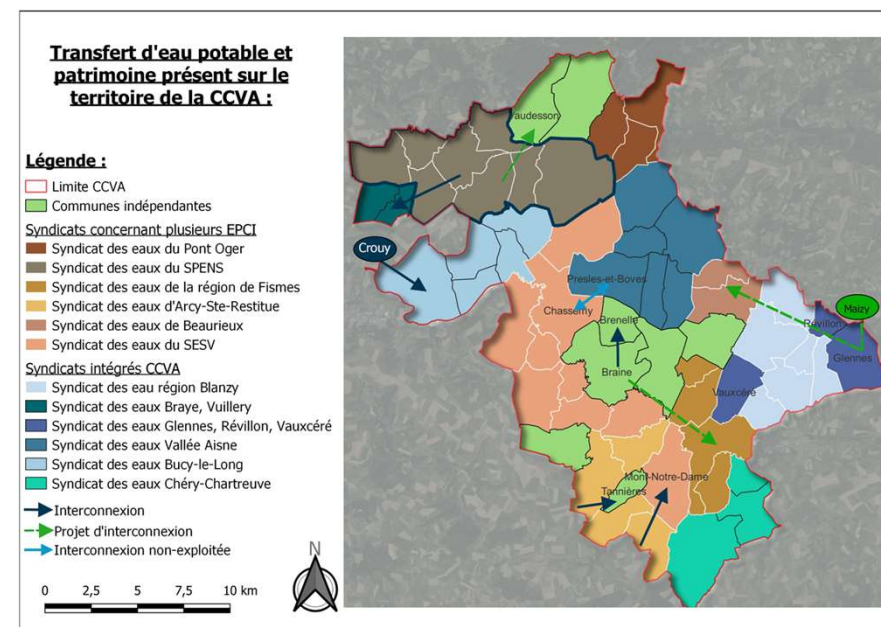 Transfert d'eau potable et
patrimoine présent sur le
territoire de la CCVA :
Légende :
Limite CCVA
Communes indépendantes
Syndicats concernant plusieurs EPCI
Syndicat des eaux du Pont Oger
Syndicat des eaux du SPENS
Syndicat des eaux de la région de Fismes
Syndicat des eaux d'Arcy-Ste-Restitue
Syndicat des eaux de Beaurieux
Syndicat des eaux du SESV
Syndicats intégrés CCVA
Syndicat des eau région Blanzy
Syndicat des eaux Braye, Vuillery
Syndicat des eaux Glennes, Révillon, Vauxcéré
Syndicat des eaux Vallée Aisne
Syndicat des eaux Bucy-le-Long
Syndicat des eaux Chéry-Chartreuve
Interconnexion
Projet d'interconnexion
Interconnexion non-exploitée
N
0 2,5 5 7,5 10 km
Vaudesson
Crouy
Presles-et-Boves
Chassemy
Brenelle
Maizy
Révillon
Glennes
Braine
Vauxcéré
Mont-Notre-Dame
Tannières